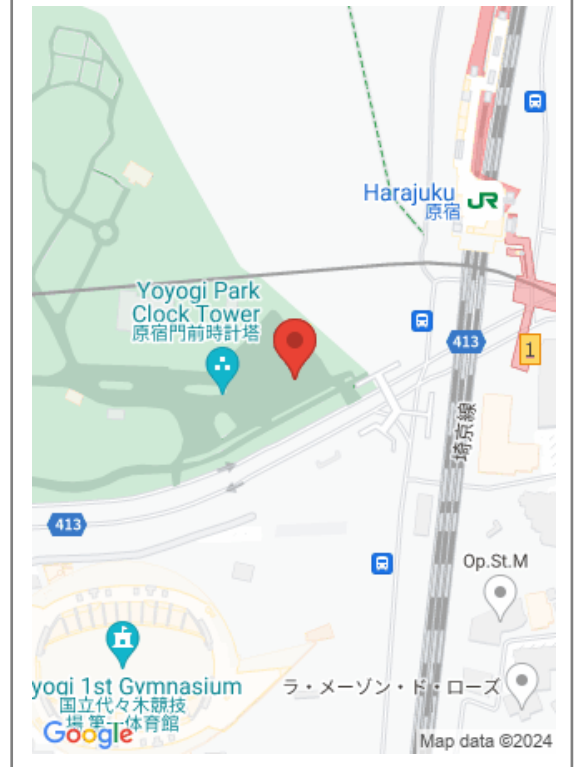 Harajuku
原宿
JR
Yoyogi Park
Clock Tower
原宿門前時計塔
413
1
埼京線
413
Op.St.M
yogi 1st Gymnasium
国立代々木競技
場 第一体育館
ラ・メーゾン・ド・ローズ
Google
Map data ©2024